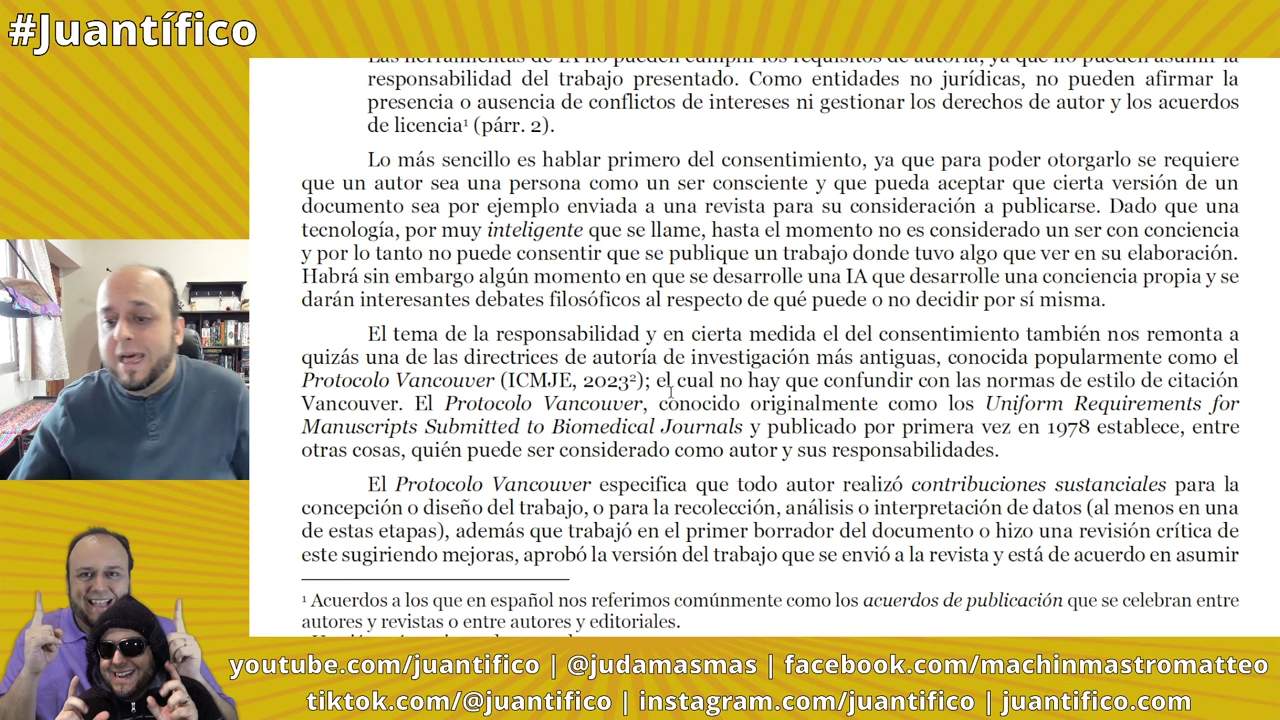 #Juantífico
Las herramientas de IA no pueden cumplir los requisitos de autoría, ya que no pueden asumir la
responsabilidad del trabajo presentado. Como entidades no jurídicas, no pueden afirmar la
presencia o ausencia de conflictos de intereses ni gestionar los derechos de autor y los acuerdos
de licencia¹ (párr. 2).
Lo más sencillo es hablar primero del consentimiento, ya que para poder otorgarlo se requiere
que un autor sea una persona como un ser consciente y que pueda aceptar que cierta versión de un
documento sea por ejemplo enviada a una revista para su consideración a publicarse. Dado que una
tecnología, por muy inteligente que se llame, hasta el momento no es considerado un ser con conciencia
y por lo tanto no puede consentir que se publique un trabajo donde tuvo algo que ver en su elaboración.
Habrá sin embargo algún momento en que se desarrolle una IA que desarrolle una conciencia propia y se
darán interesantes debates filosóficos al respecto de qué puede o no decidir por sí misma.
El tema de la responsabilidad y en cierta medida el del consentimiento también nos remonta a
quizás una de las directrices de autoría de investigación más antiguas, conocida popularmente como el
Protocolo Vancouver (ICMJE, 2023²); el cual no hay que confundir con las normas de estilo de citación
Vancouver. El Protocolo Vancouver, conocido originalmente como los Uniform Requirements for
Manuscripts Submitted to Biomedical Journals y publicado por primera vez en 1978 establece, entre
otras cosas, quién puede ser considerado como autor y sus responsabilidades.
El Protocolo Vancouver especifica que todo autor realizó contribuciones sustanciales para la
concepción o diseño del trabajo, o para la recolección, análisis o interpretación de datos (al menos en una
de estas etapas), además que trabajó en el primer borrador del documento o hizo una revisión crítica de
este sugiriendo mejoras, aprobó la versión del trabajo que se envió a la revista y está de acuerdo en asumir
¹ Acuerdos a los que en español nos referimos comúnmente como los acuerdos de publicación que se celebran entre
autores y revistas o entre autores y editoriales.
youtube.com/juantifico | @judamasmas | facebook.com/machinmastromatteo
tiktok.com/@juantifico | instagram.com/juantifico | juantifico.com